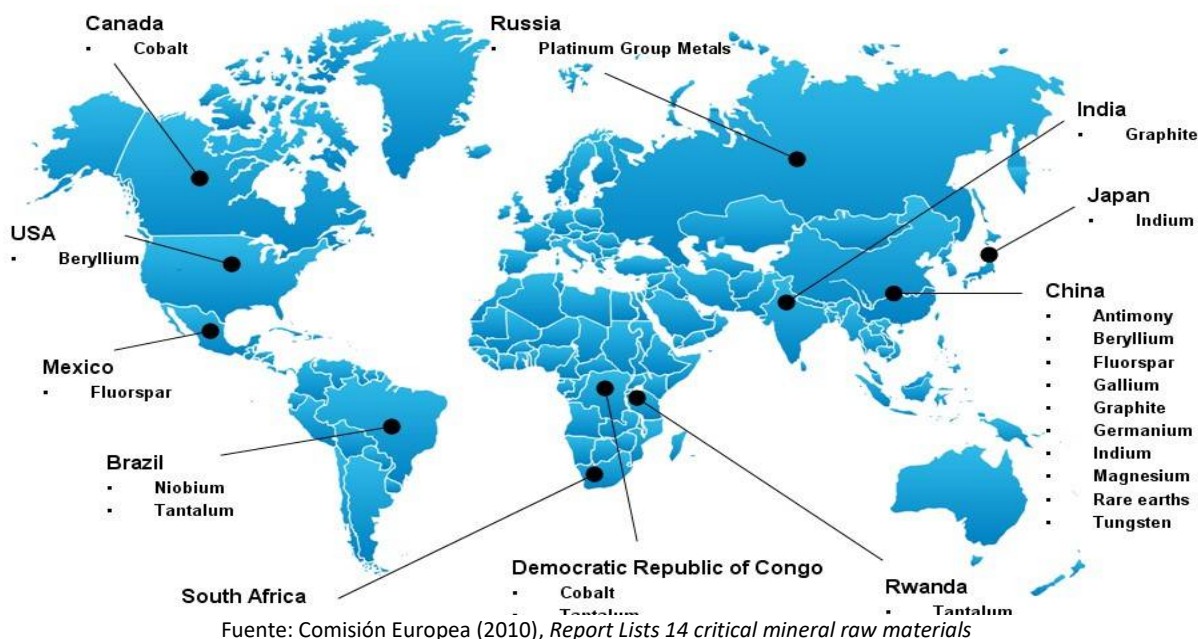 Canada
▪ Cobalt
Russia
▪ Platinum Group Metals
India
▪ Graphite
Japan
▪ Indium
USA
▪ Beryllium
China
▪ Antimony
▪ Beryllium
▪ Fluorspar
▪ Gallium
▪ Graphite
▪ Germanium
▪ Indium
▪ Magnesium
▪ Rare earths
▪ Tungsten
Mexico
▪ Fluorspar
Brazil
▪ Niobium
▪ Tantalum
South Africa
Democratic Republic of Congo
▪ Cobalt
▪ Tantalum
Rwanda
▪ Tantalum
Fuente: Comisión Europea (2010), Report Lists 14 critical mineral raw materials